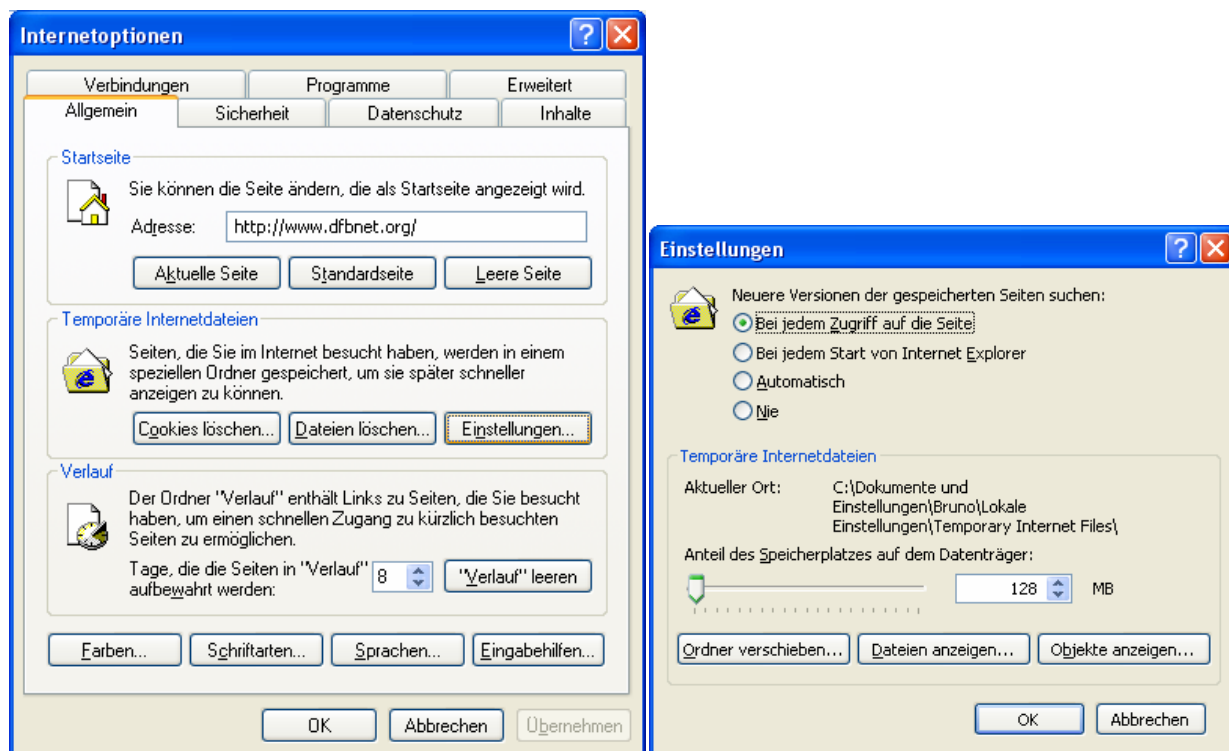 Internetoptionen
Verbindungen
Programme
Erweitert
Allgemein
Sicherheit
Datenschutz
Inhalte
Startseite
Sie können die Seite ändern, die als Startseite angezeigt wird.
Adresse:
http://www.dfbnet.org/
Aktuelle Seite
Standardseite
Leere Seite
Temporäre Internetdateien
Seiten, die Sie im Internet besucht haben, werden in einem
speziellen Ordner gespeichert, um sie später schneller
anzeigen zu können.
Cookies löschen...
Dateien löschen...
Einstellungen...
Verlauf
Der Ordner "Verlauf" enthält Links zu Seiten, die Sie besucht
haben, um einen schnellen Zugang zu kürzlich besuchten
Seiten zu ermöglichen.
Tage, die die Seiten in "Verlauf"
aufbewahrt werden:
8
"Verlauf" leeren
Farben...
Schriftarten...
Sprachen...
Eingabehilfen...
OK
Abbrechen
Übernehmen
Einstellungen
Neuere Versionen der gespeicherten Seiten suchen:
Bei jedem Zugriff auf die Seite
Bei jedem Start von Internet Explorer
Automatisch
Nie
Temporäre Internetdateien
Aktueller Ort:
C:\Dokumente und
Einstellungen\Bruno\Lokale
Einstellungen\Temporary Internet Files\
Anteil des Speicherplatzes auf dem Datenträger:
128
MB
Ordner verschieben...
Dateien anzeigen...
Objekte anzeigen...
OK
Abbrechen